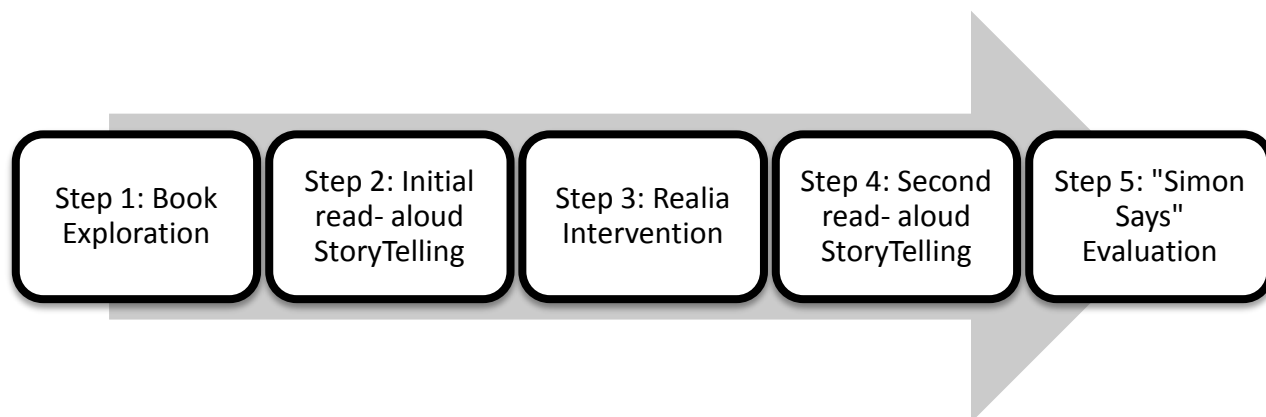 Step 1: Book
Exploration
Step 2: Initial
read- aloud
StoryTelling
Step 3: Realia
Intervention
Step 4: Second
read- aloud
StoryTelling
Step 5: "Simon
Says"
Evaluation